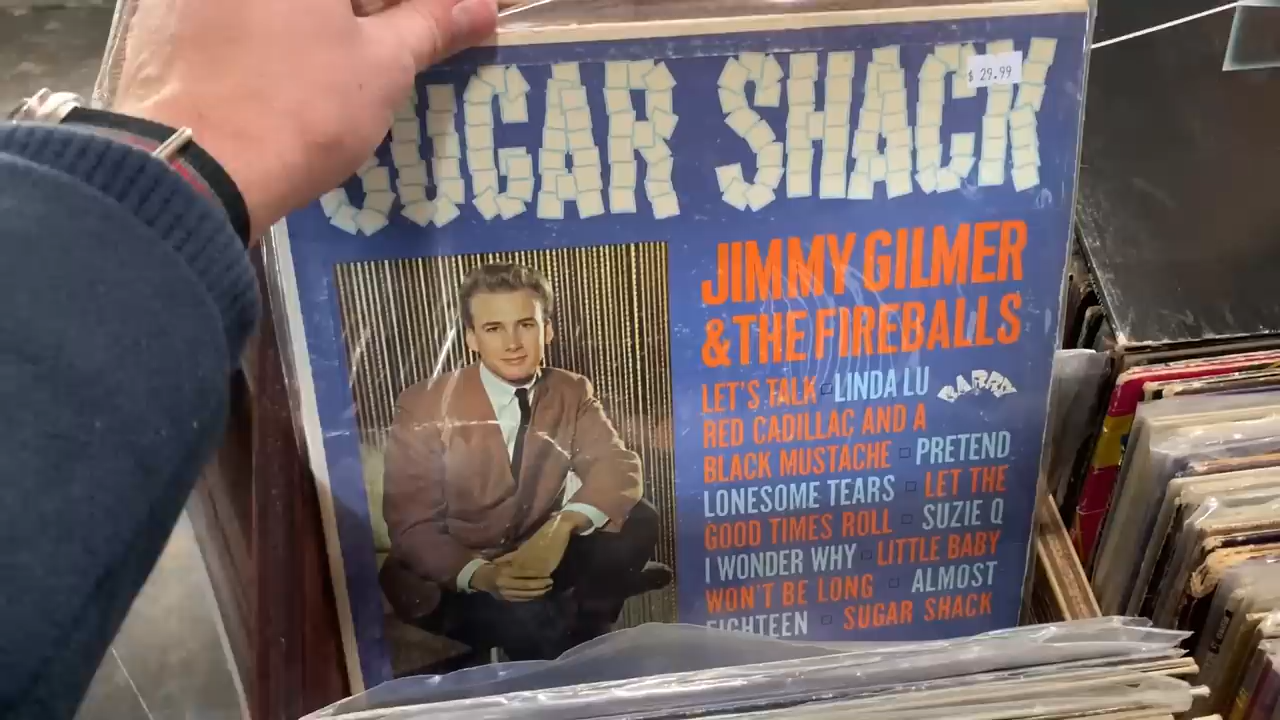 SUGAR SHACK
$ 29.99
JIMMY GILMER
& THE FIREBALLS
LET'S TALK LINDA LU
RED CADILLAC AND A
BLACK MUSTACHE PRETEND
LONESOME TEARS LET THE
GOOD TIMES ROLL SUZIE Q
I WONDER WHY LITTLE BABY
WON'T BE LONG ALMOST
EIGHTEEN SUGAR SHACK